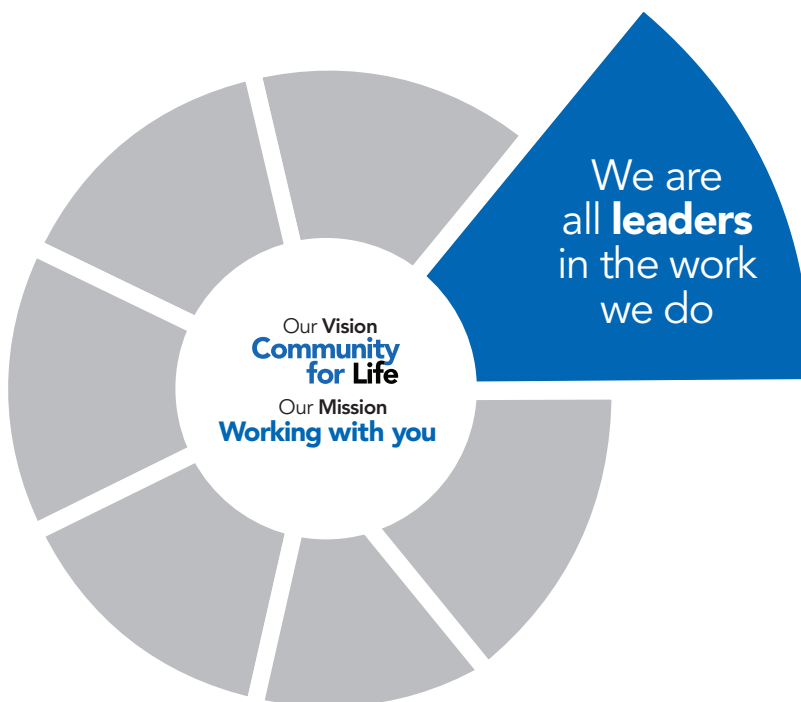 We are
all leaders
in the work
we do
Our Vision
Community
for Life
Our Mission
Working with you